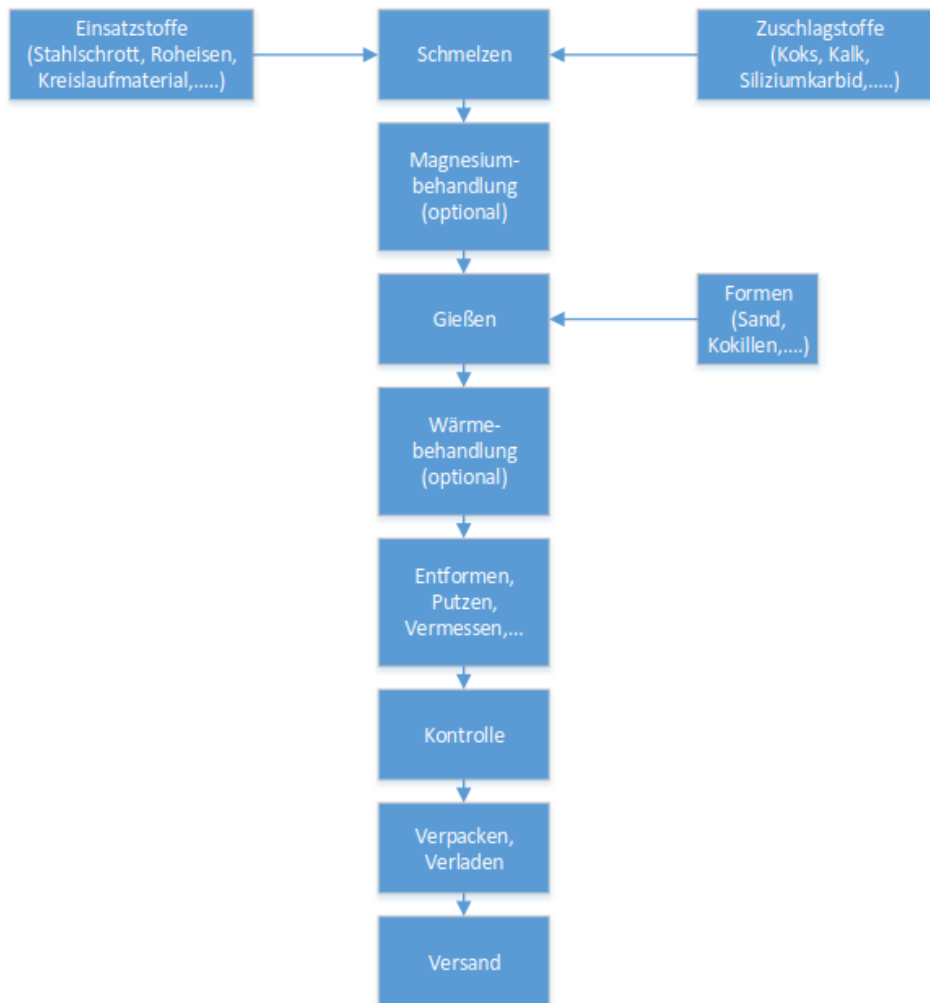 Einsatzstoffe
(Stahlschrott, Roheisen,
Kreislaufmaterial,.....)
Schmelzen
Zuschlagstoffe
(Koks, Kalk,
Siliziumkarbid,.....)
Magnesium-
behandlung
(optional)
Gießen
Formen
(Sand,
Kokillen,....)
Wärme-
behandlung
(optional)
Entformen,
Putzen,
Vermessen,...
Kontrolle
Verpacken,
Verladen
Versand